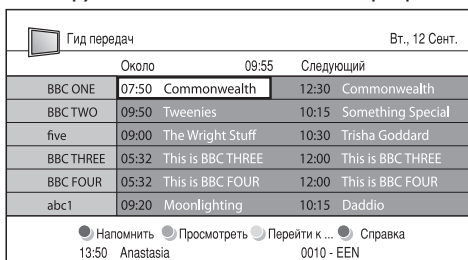 Гид передач Вт., 12 Сент.
Около 09:55 Следующий
BBC ONE 07:50 Commonwealth 12:30 Commonwealth
BBC TWO 09:50 Tweenies 10:15 Something Special
five 09:00 The Wright Stuff 10:30 Trisha Goddard
BBC THREE 05:32 This is BBC THREE 12:00 This is BBC THREE
BBC FOUR 05:32 This is BBC FOUR 12:00 This is BBC FOUR
abc1 09:20 Moonlighting 10:15 Daddio
Напомнить Просмотреть Перейти к ... Справка
13:50 Anastasia 0010 - EEN